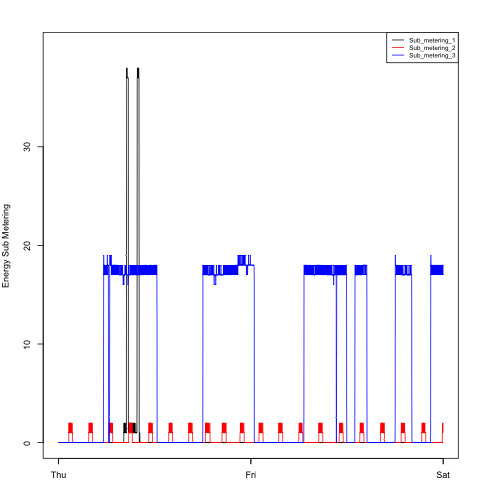 Sub_metering_1
Sub_metering_2
Sub_metering_3
Energy Sub Metering
30
20
10
0
Thu
Fri
Sat